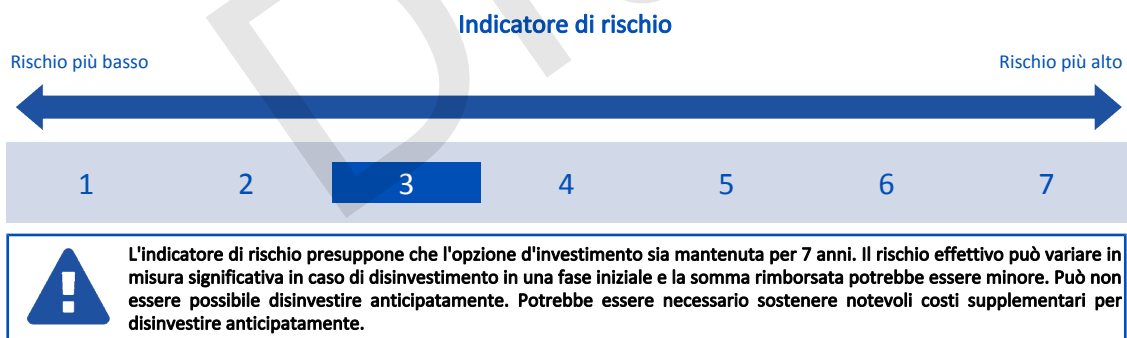 Indicatore di rischio
Rischio più basso
Rischio più alto
1 2 3 4 5 6 7
L'indicatore di rischio presuppone che l'opzione d'investimento sia mantenuta per 7 anni. Il rischio effettivo può variare in
misura significativa in caso di disinvestimento in una fase iniziale e la somma rimborsata potrebbe essere minore. Può non
essere possibile disinvestire anticipatamente. Potrebbe essere necessario sostenere notevoli costi supplementari per
disinvestire anticipatamente.